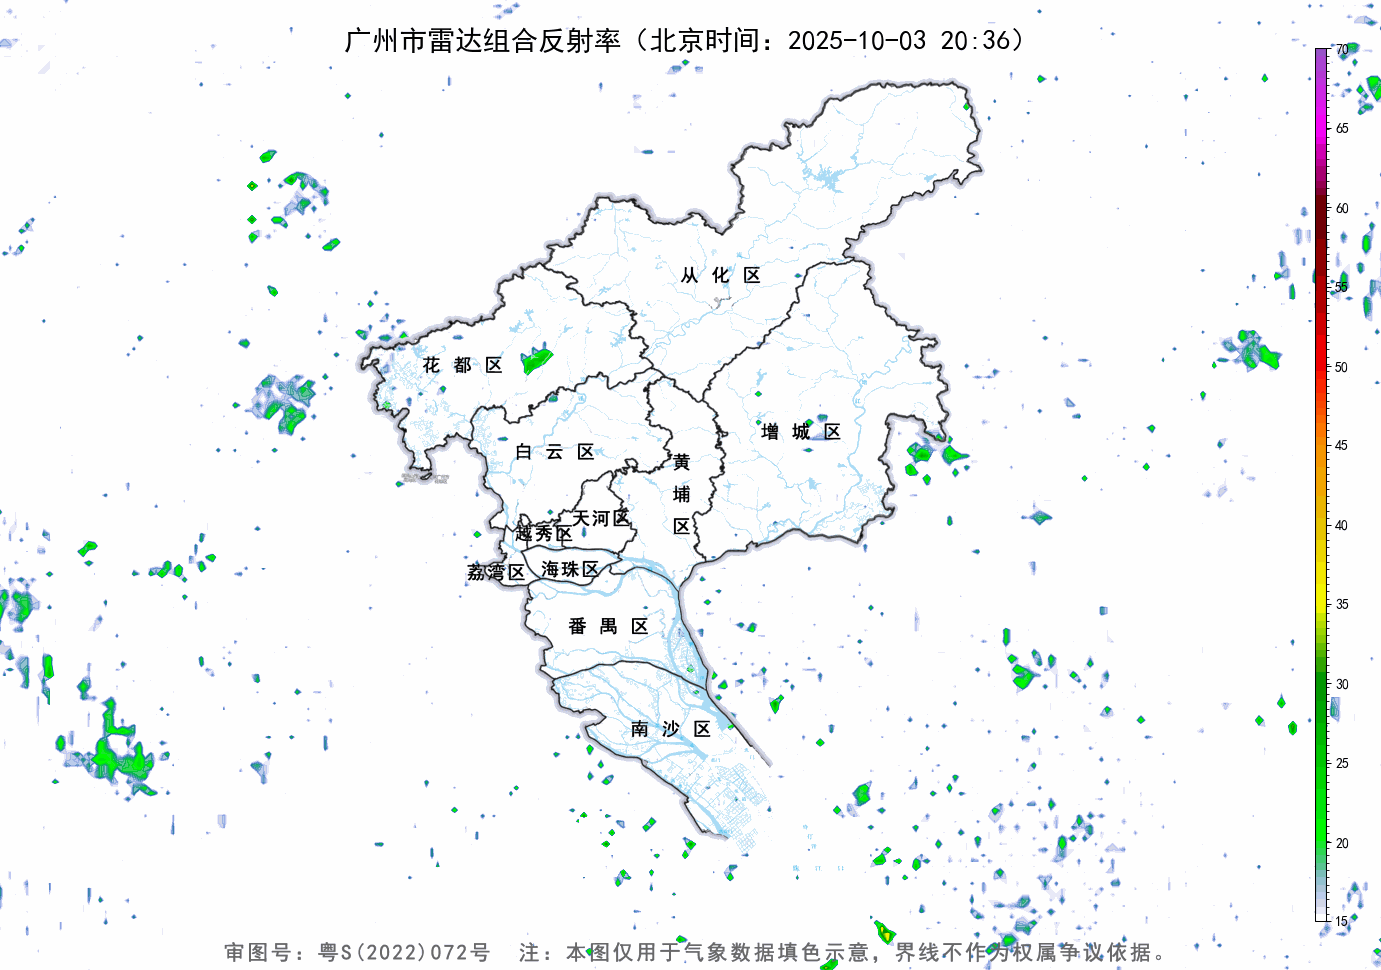 广州市雷达组合反射率（北京时间：2025-10-03 20:36）
70
65
60
55
50
45
40
35
30
25
20
15
从化区
花都区
增城区
白云区
黄埔区
天河区
越秀区
荔湾区
海珠区
番禺区
南沙区
审图号：粤S(2022)072号 注：本图仅用于气象数据填色示意，界线不作为权属争议依据。